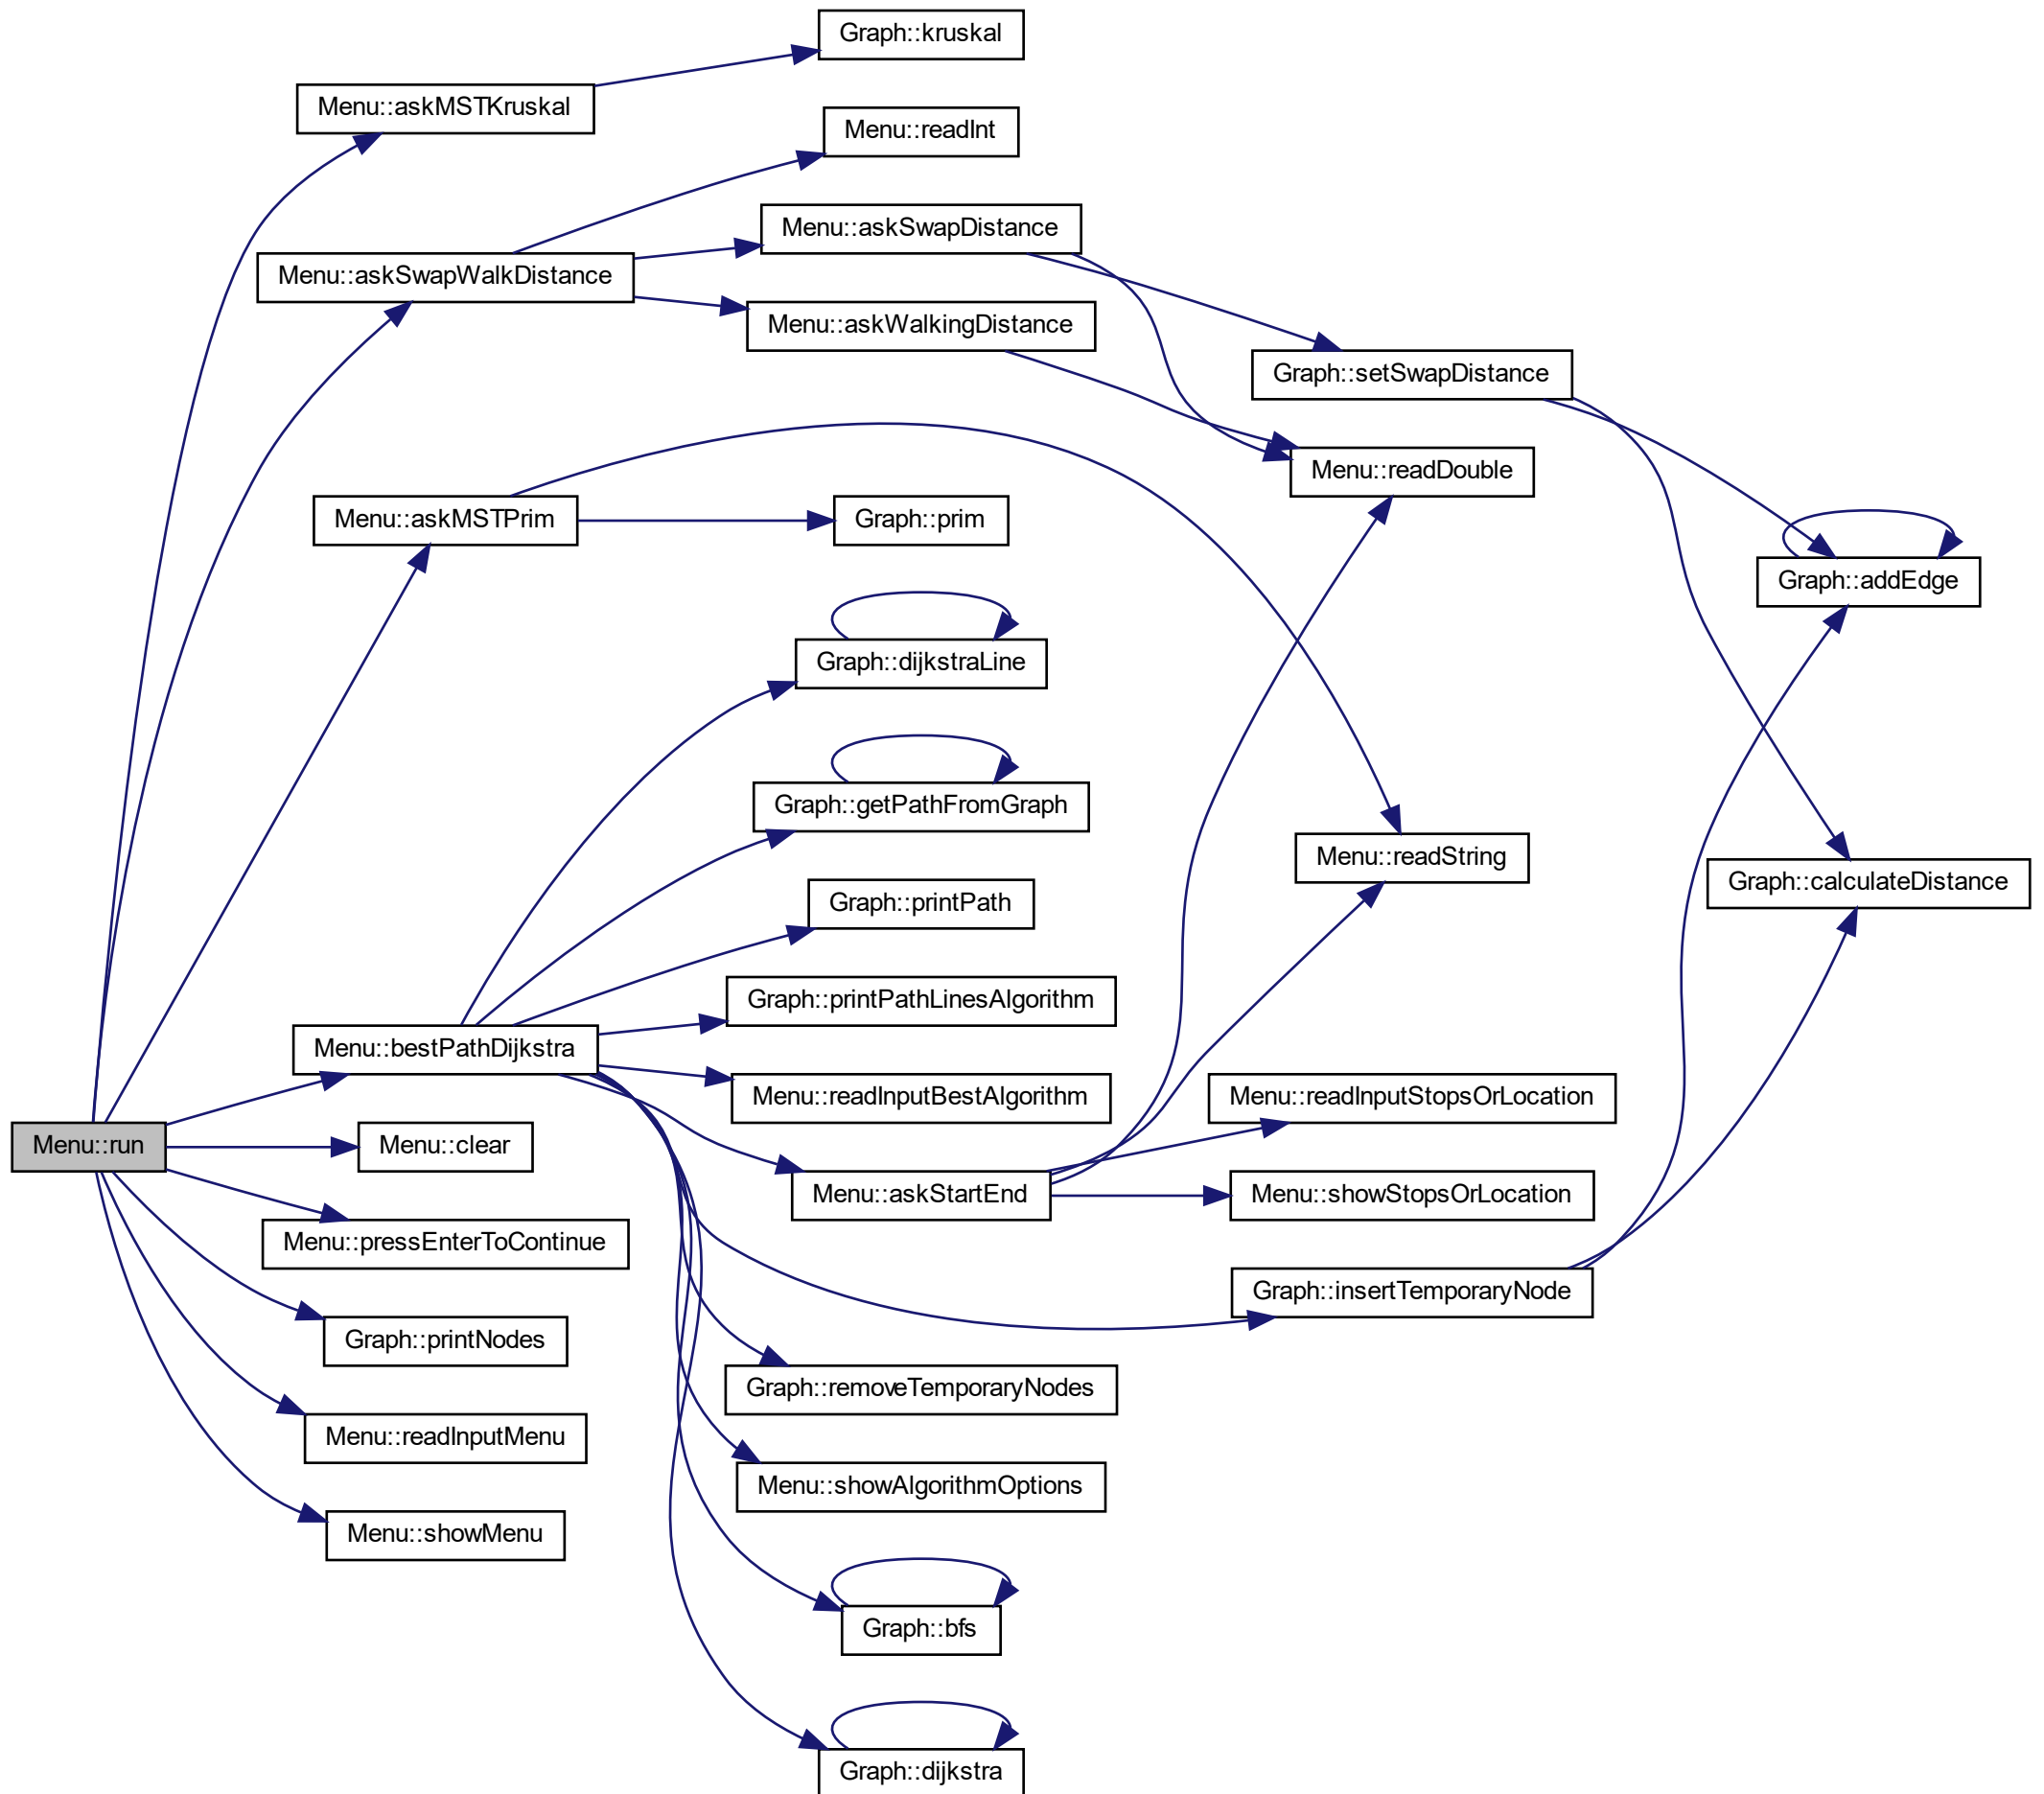 Graph::kruskal
Menu::askMSTKruskal
Menu::readInt
Menu::askSwapDistance
Menu::askSwapWalkDistance
Menu::askWalkingDistance
Graph::setSwapDistance
Menu::readDouble
Menu::askMSTPrim
Graph::prim
Graph::addEdge
Graph::dijkstraLine
Graph::getPathFromGraph
Menu::readString
Graph::calculateDistance
Graph::printPath
Graph::printPathLinesAlgorithm
Menu::bestPathDijkstra
Menu::readInputBestAlgorithm
Menu::readInputStopsOrLocation
Menu::run
Menu::clear
Menu::askStartEnd
Menu::showStopsOrLocation
Menu::pressEnterToContinue
Graph::insertTemporaryNode
Graph::printNodes
Graph::removeTemporaryNodes
Menu::readInputMenu
Menu::showAlgorithmOptions
Menu::showMenu
Graph::bfs
Graph::dijkstra